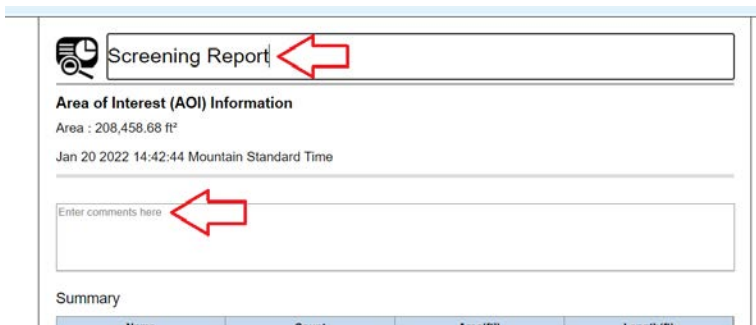 Screening Report
Area of Interest (AOI) Information
Area : 208,458.68 ft²
Jan 20 2022 14:42:44 Mountain Standard Time
Enter comments here
Summary